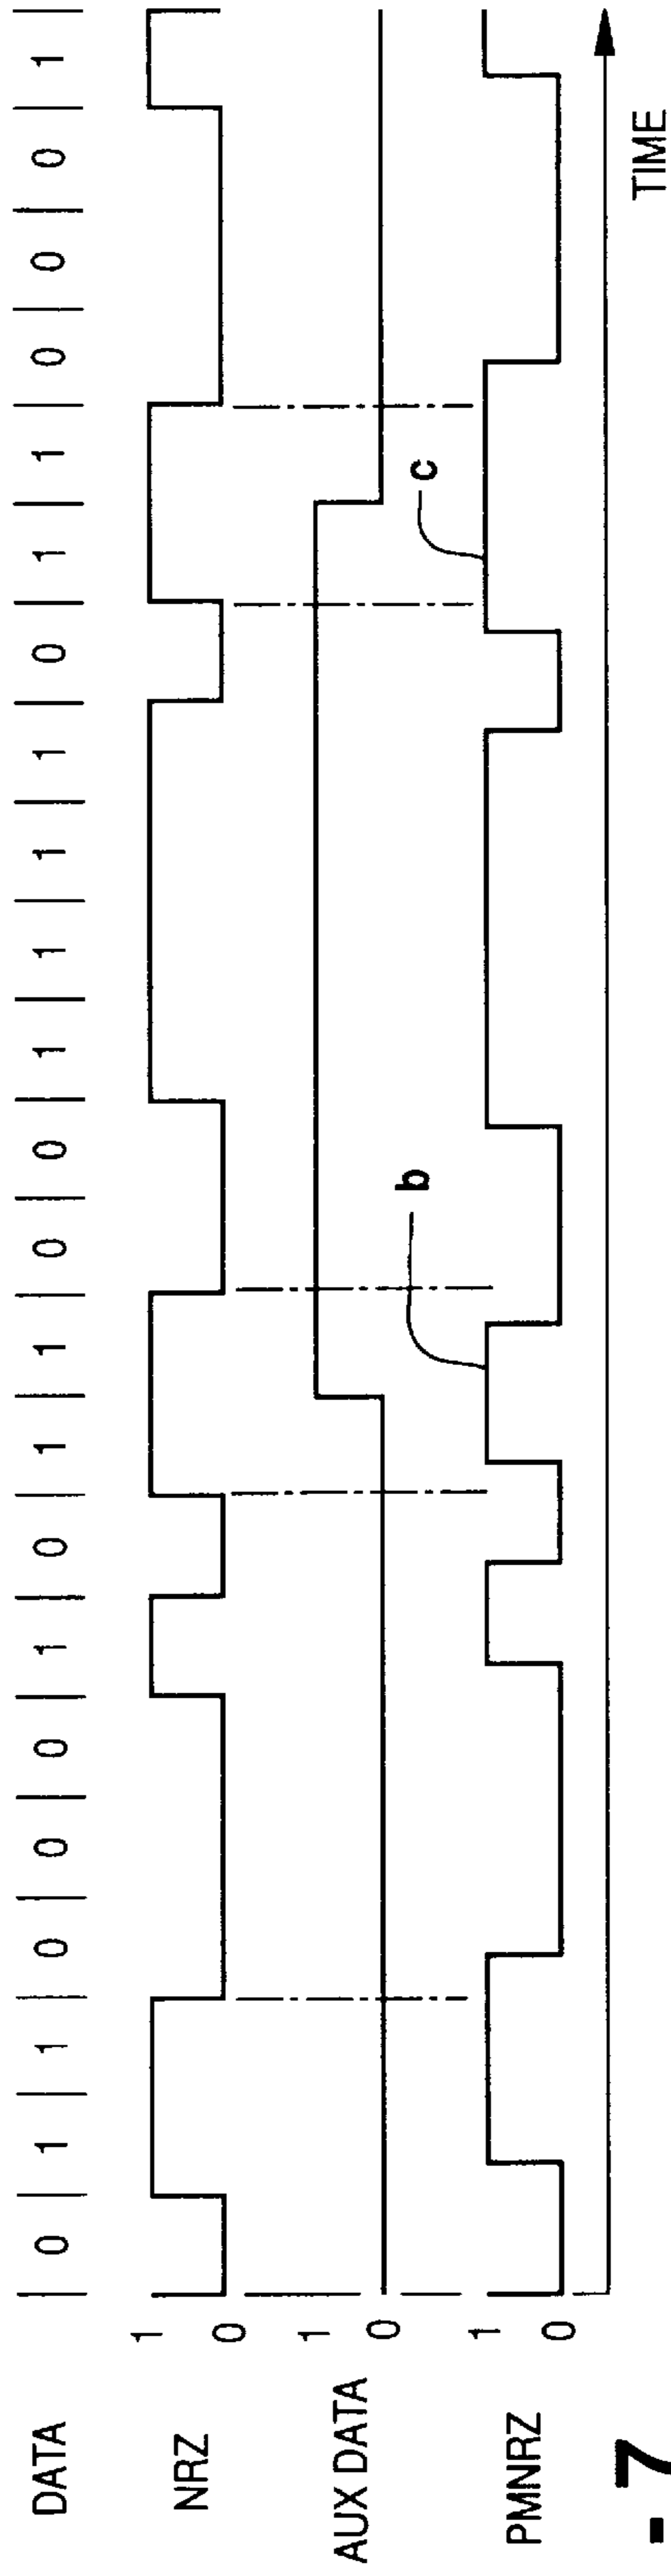 DATA | 0 | 1 | 1 | 0 | 0 | 0 | 1 | 0 | 1 | 1 | 0 | 0 | 1 | 1 | 1 | 1 | 0 | 1 | 1 | 0 | 0 | 0 | 1 |
NRZ 1
0
AUX DATA 1
0
b
c
PMNRZ 1
0
TIME
- 7